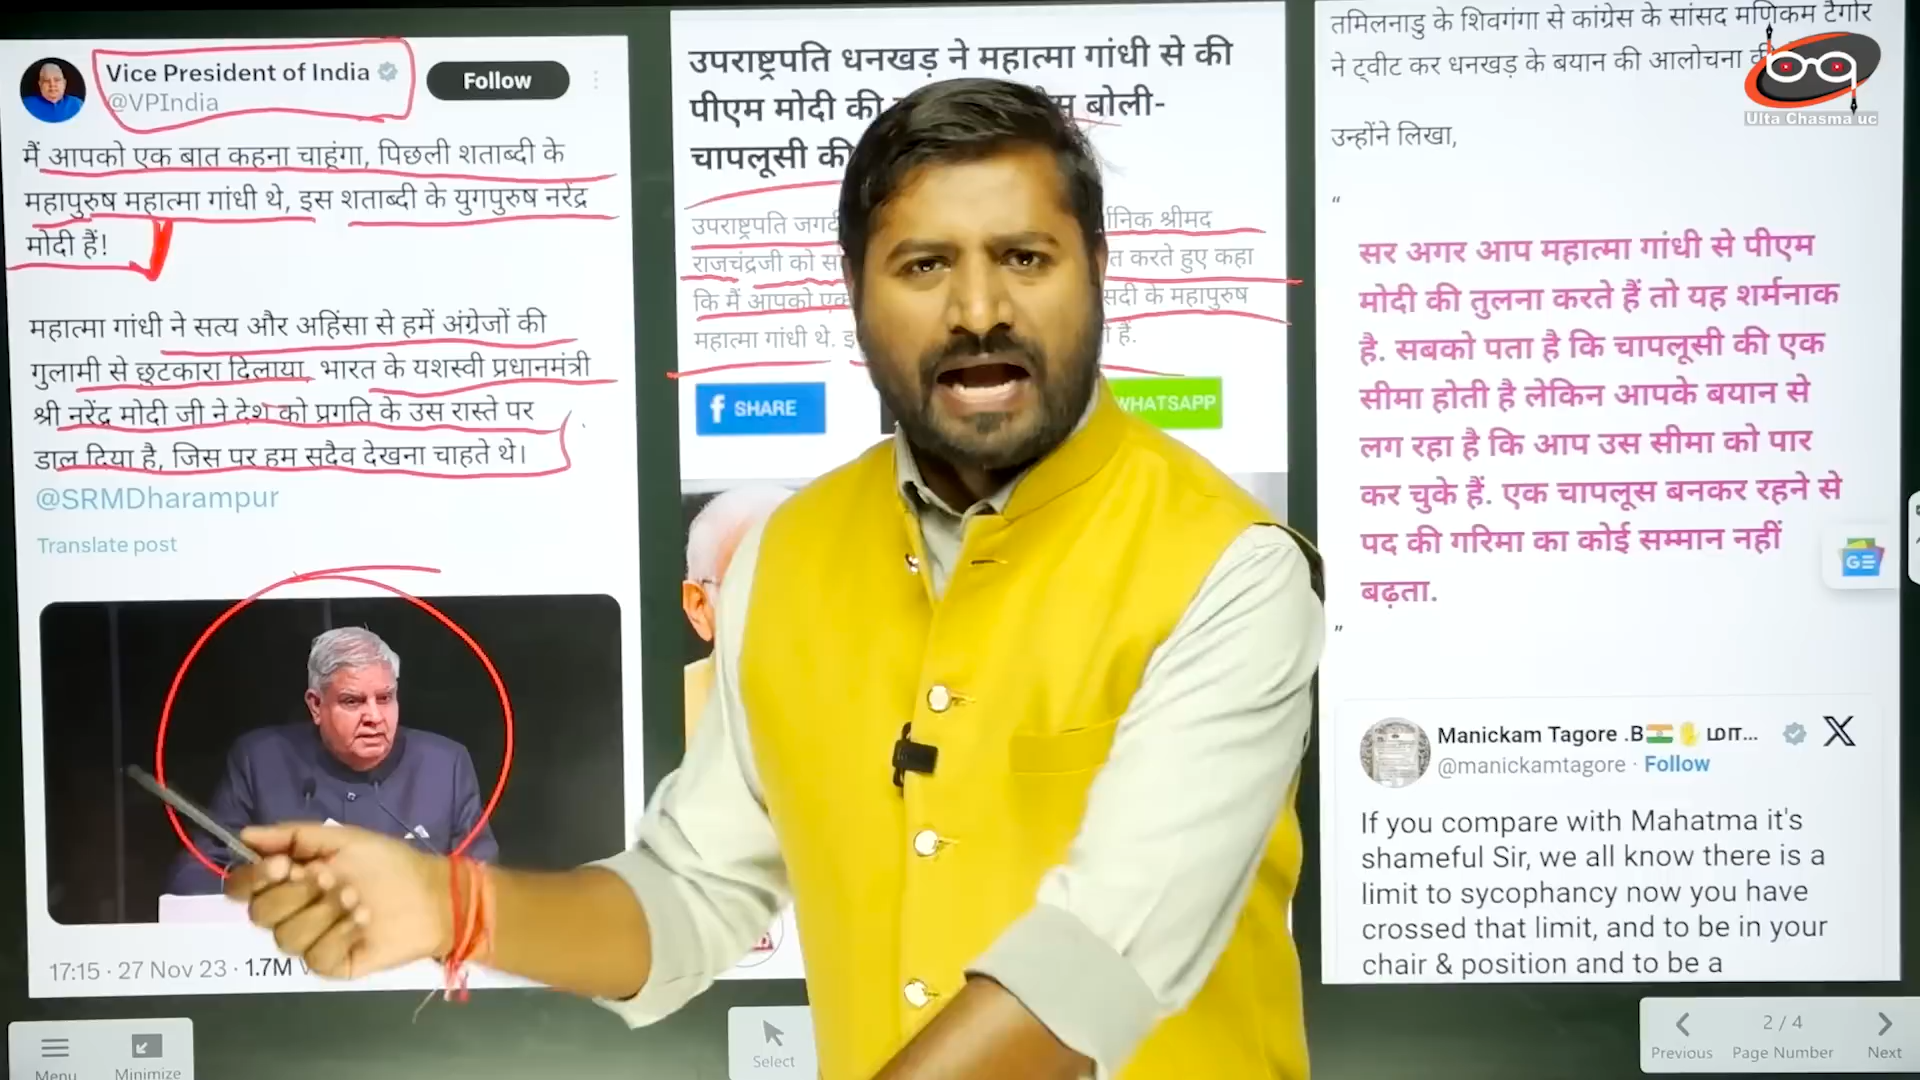 Vice President of India
@VPIndia
Follow
मैं आपको एक बात कहना चाहूंगा, पिछली शताब्दी के
महापुरुष महात्मा गांधी थे, इस शताब्दी के युगपुरुष नरेंद्र
मोदी हैं!
महात्मा गांधी ने सत्य और अहिंसा से हमें अंग्रेजों की
गुलामी से छुटकारा दिलाया, भारत के यशस्वी प्रधानमंत्री
श्री नरेंद्र मोदी जी ने देश को प्रगति के उस रास्ते पर
डाल दिया है, जिस पर हम सदैव देखना चाहते थे।
@SRMDharampur
Translate post
17:15 · 27 Nov 23 · 1.7M
Menu
Minimize
उपराष्ट्रपति धनखड़ ने महात्मा गांधी से की
पीएम मोदी की बोली-
चापलूसी की
उपराष्ट्रपति श्रीमद
राजचंद्रजी को करते हुए कहा
कि मैं आपको एक सदी के महापुरुष
महात्मा गांधी थे. हैं.
SHARE
WHATSAPP
Select
तमिलनाडु के शिवगंगा से कांग्रेस के सांसद मणिकम टैगोर
ने ट्वीट कर धनखड़ के बयान की आलोचना
उन्होंने लिखा,
“
सर अगर आप महात्मा गांधी से पीएम
मोदी की तुलना करते हैं तो यह शर्मनाक
है. सबको पता है कि चापलूसी की एक
सीमा होती है लेकिन आपके बयान से
लग रहा है कि आप उस सीमा को पार
कर चुके हैं. एक चापलूस बनकर रहने से
पद की गरिमा का कोई सम्मान नहीं
बढ़ता.
”
Ulta Chasma uc
GE
Manickam Tagore .B மா...
@manickamtagore · Follow
If you compare with Mahatma it's
shameful Sir, we all know there is a
limit to sycophancy now you have
crossed that limit, and to be in your
chair & position and to be a
2 / 4
Previous Page Number Next